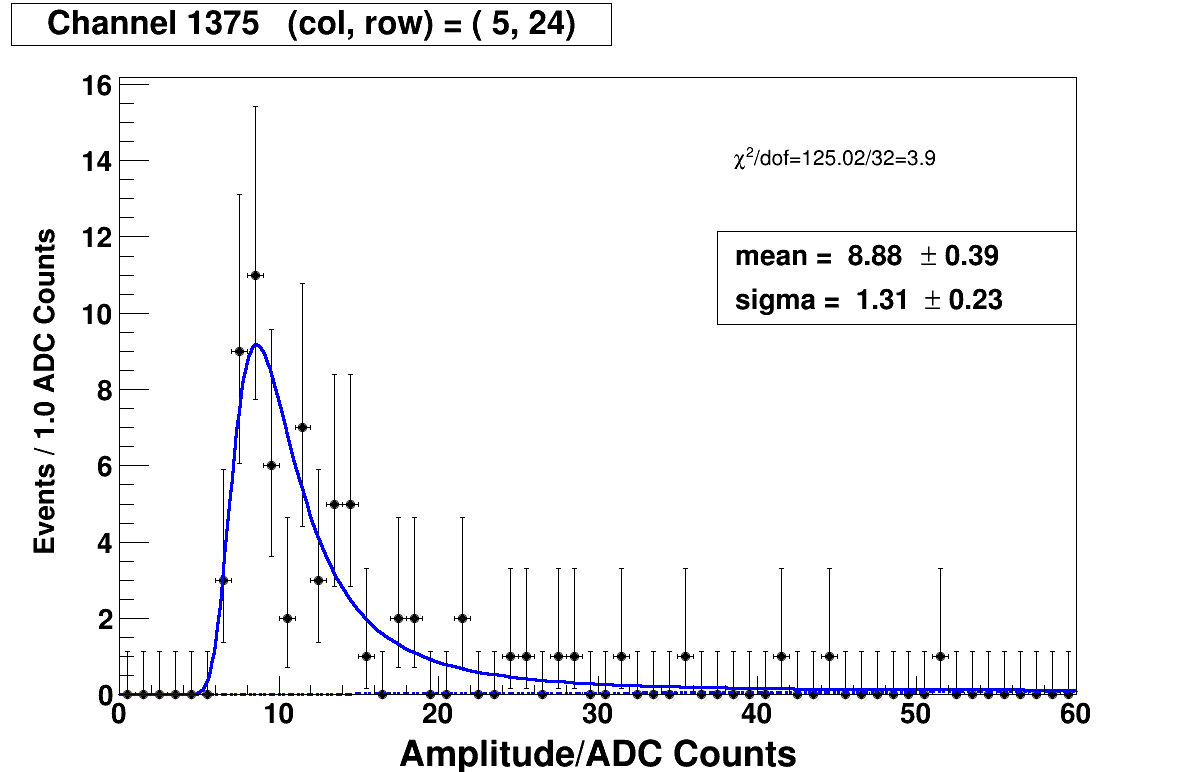 Channel 1375 (col, row) = ( 5, 24)
16
14
12
10
8
6
4
2
0
Events / 1.0 ADC Counts
χ²/dof=125.02/32=3.9
mean = 8.88 ± 0.39
sigma = 1.31 ± 0.23
0 10 20 30 40 50 60
Amplitude/ADC Counts